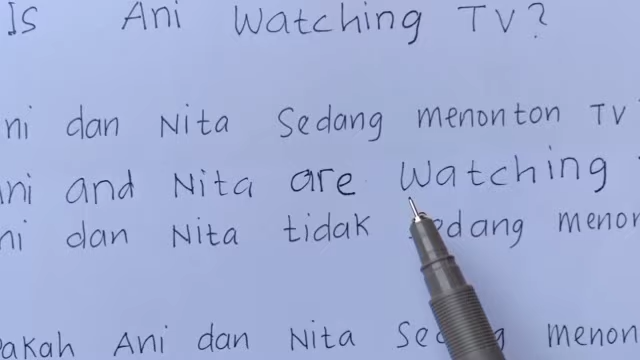 Is Ani Watching TV?
ni dan Nita Sedang menonton TV
ni and Nita are Watching
ni dan Nita tidak sedang menon
pakah Ani dan Nita Sedang menon